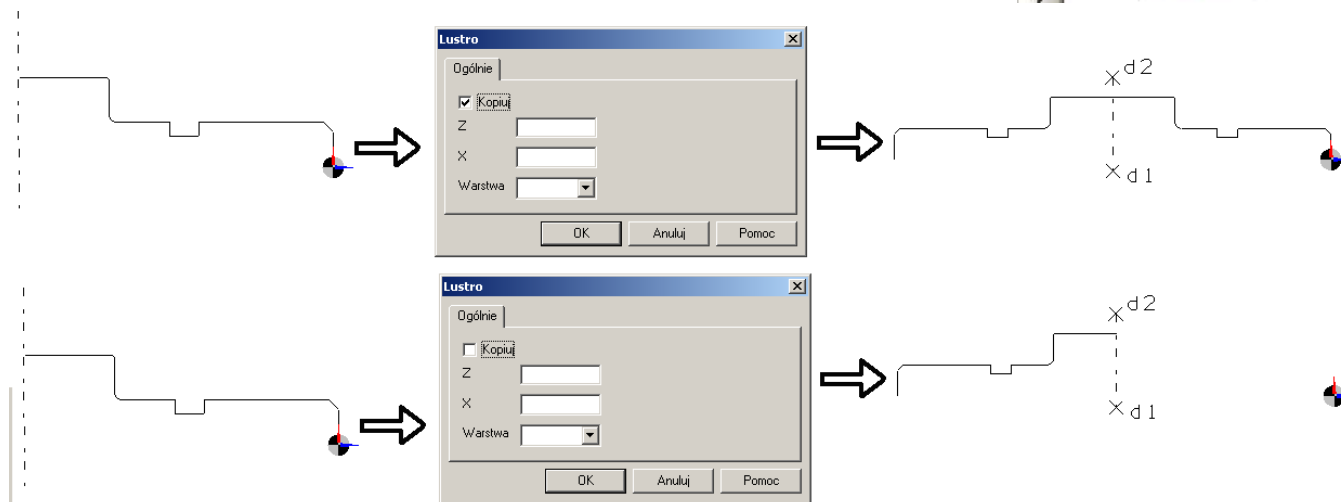 Lustro
Ogólnie
Kopiuj
Z
X
Warstwa
OK Anuluj Pomoc
d2
d1
Lustro
Ogólnie
Kopiuj
Z
X
Warstwa
OK Anuluj Pomoc
d2
d1